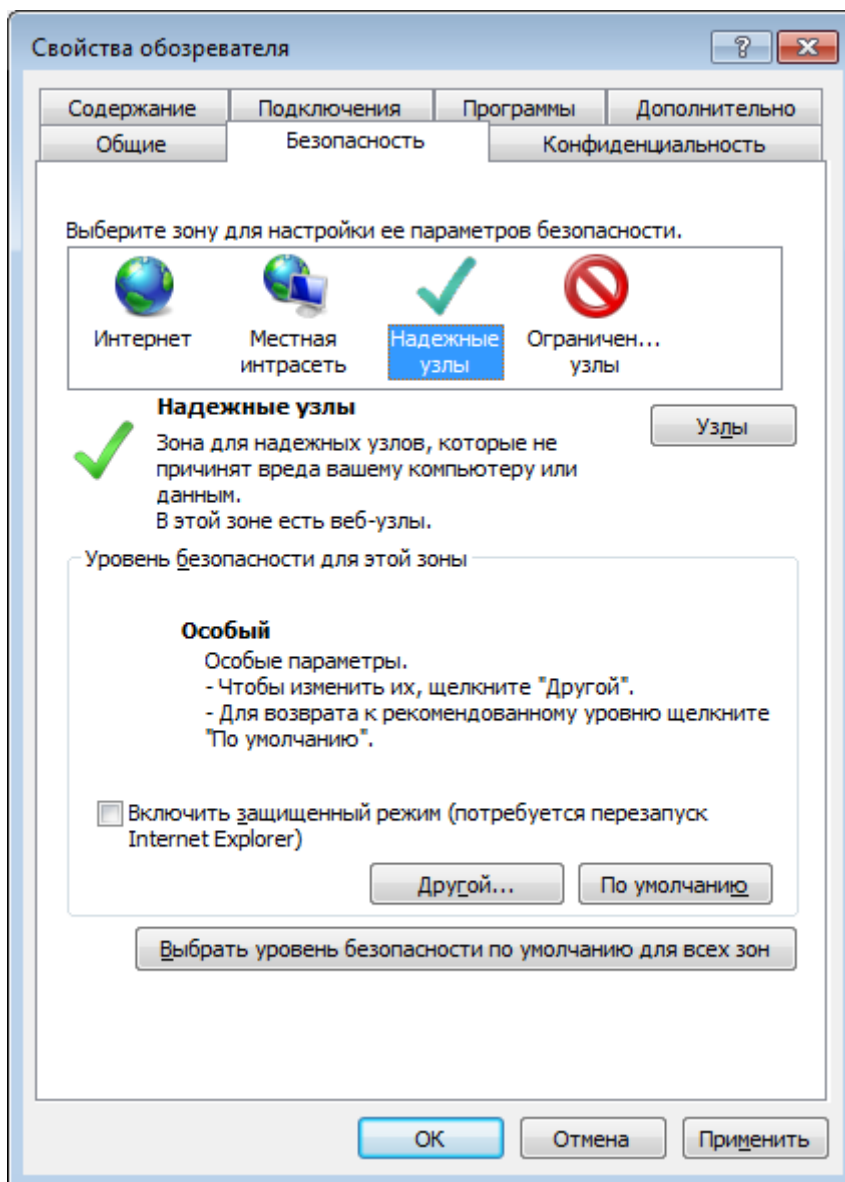 Свойства обозревателя
Содержание Подключения Программы Дополнительно
Общие Безопасность Конфиденциальность
Выберите зону для настройки ее параметров безопасности.
Интернет Местная интрасеть Надежные узлы Ограничен... узлы
Надежные узлы
Узлы
Зона для надежных узлов, которые не
причинят вреда вашему компьютеру или
данным.
В этой зоне есть веб-узлы.
Уровень безопасности для этой зоны
Особый
Особые параметры.
- Чтобы изменить их, щелкните "Другой".
- Для возврата к рекомендованному уровню щелкните
"По умолчанию".
Включить защищенный режим (потребуется перезапуск
Internet Explorer)
Другой... По умолчанию
Выбрать уровень безопасности по умолчанию для всех зон
ОК Отмена Применить